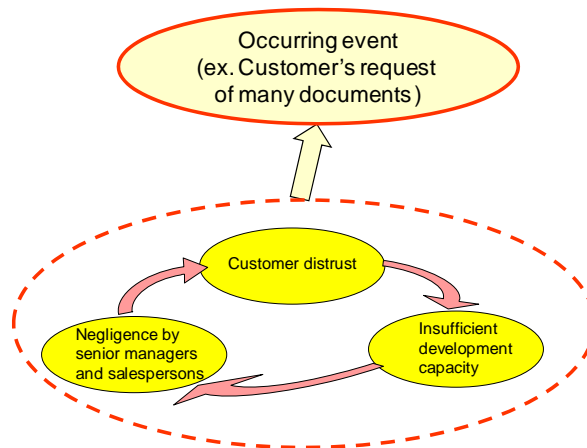 Occurring event
(ex. Customer's request
of many documents)
Customer distrust
Negligence by
senior managers
and salespersons
Insufficient
development
capacity